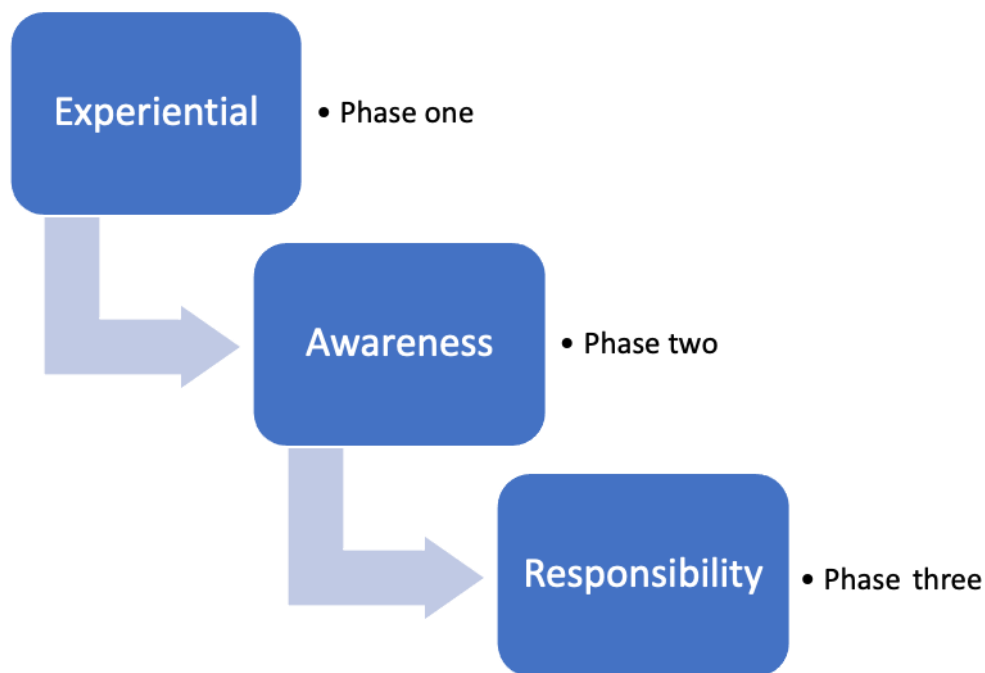 Experiential
• Phase one
Awareness
• Phase two
Responsibility
• Phase three